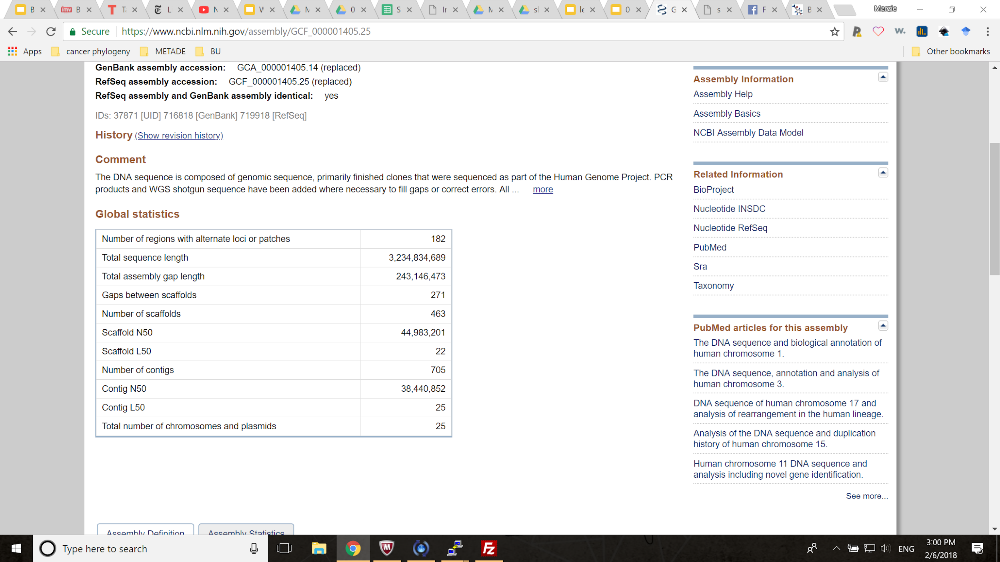 B
B
T
L
N
W
M
0
S
Ir
M
sl
le
0
G
s
F
B
Marzie
Secure
https://www.ncbi.nlm.nih.gov/assembly/GCF_000001405.25
Apps
cancer phylogeny
METADE
BU
Other bookmarks
GenBank assembly accession: GCA_000001405.14 (replaced)
RefSeq assembly accession: GCF_000001405.25 (replaced)
RefSeq assembly and GenBank assembly identical: yes
IDs: 37871 [UID] 716818 [GenBank] 719918 [RefSeq]
History (Show revision history)
Comment
The DNA sequence is composed of genomic sequence, primarily finished clones that were sequenced as part of the Human Genome Project. PCR
products and WGS shotgun sequence have been added where necessary to fill gaps or correct errors. All ... more
Global statistics
Number of regions with alternate loci or patches 182
Total sequence length 3,234,834,689
Total assembly gap length 243,146,473
Gaps between scaffolds 271
Number of scaffolds 463
Scaffold N50 44,983,201
Scaffold L50 22
Number of contigs 705
Contig N50 38,440,852
Contig L50 25
Total number of chromosomes and plasmids 25
Assembly Definition
Assembly Statistics
Assembly Information
Assembly Help
Assembly Basics
NCBI Assembly Data Model
Related Information
BioProject
Nucleotide INSDC
Nucleotide RefSeq
PubMed
Sra
Taxonomy
PubMed articles for this assembly
The DNA sequence and biological annotation of
human chromosome 1.
The DNA sequence, annotation and analysis of
human chromosome 3.
DNA sequence of human chromosome 17 and
analysis of rearrangement in the human lineage.
Analysis of the DNA sequence and duplication
history of human chromosome 15.
Human chromosome 11 DNA sequence and
analysis including novel gene identification.
See more...
Type here to search
ENG
3:00 PM
2/6/2018